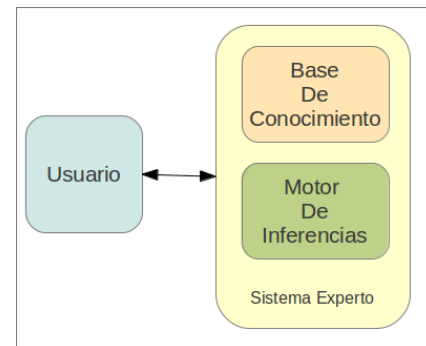 Base
De
Conocimiento
Usuario
Motor
De
Inferencias
Sistema Experto